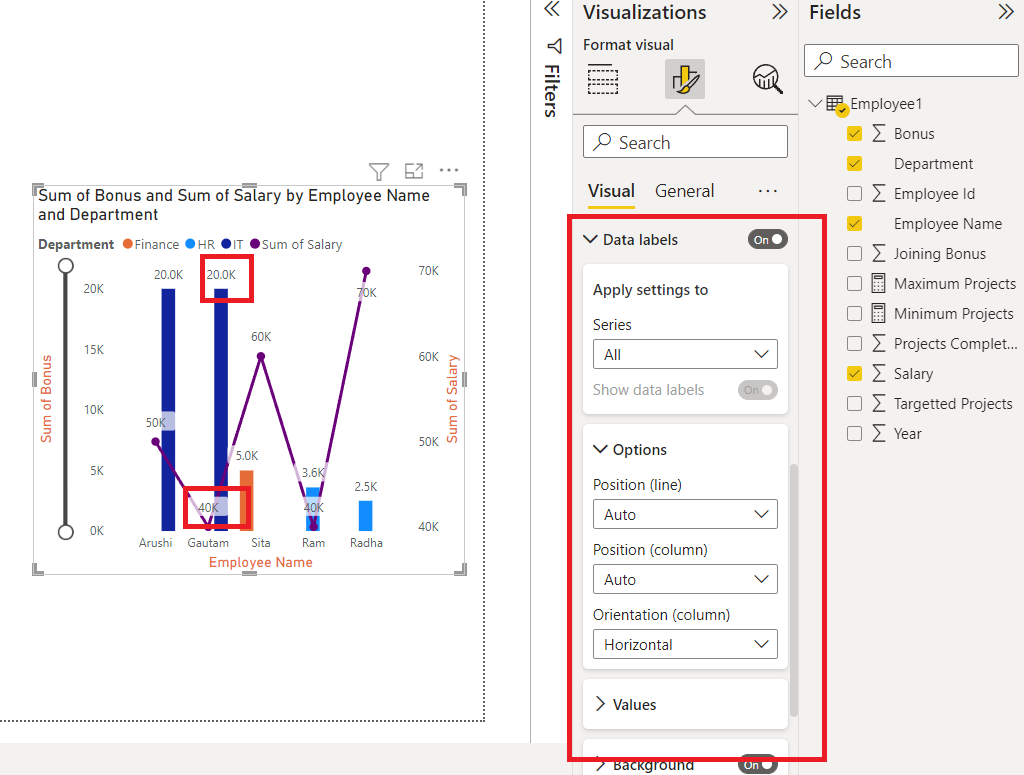 Visualizations
Fields
Format visual
Filters
Search
Search
Visual
General
Employee1
Bonus
Department
Employee Id
Employee Name
Joining Bonus
Maximum Projects
Minimum Projects
Projects Complet...
Salary
Targetted Projects
Year
Sum of Bonus and Sum of Salary by Employee Name
and Department
Department Finance HR IT Sum of Salary
Sum of Bonus
20K
15K
10K
5K
0K
20.0K
20.0K
50K
40K
5.0K
60K
3.6K
40K
2.5K
70K
70K
60K
50K
40K
Sum of Salary
Arushi Gautam Sita Ram Radha
Employee Name
Data labels On
Apply settings to
Series
All
Show data labels On
Options
Position (line)
Auto
Position (column)
Auto
Orientation (column)
Horizontal
Values
Background On